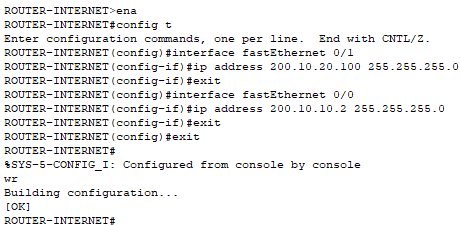 ROUTER-INTERNET>ena
ROUTER-INTERNET#config t
Enter configuration commands, one per line.  End with CNTL/Z.
ROUTER-INTERNET(config)#interface fastEthernet 0/1
ROUTER-INTERNET(config-if)#ip address 200.10.20.100 255.255.255.0
ROUTER-INTERNET(config-if)#exit
ROUTER-INTERNET(config)#interface fastEthernet 0/0
ROUTER-INTERNET(config-if)#ip address 200.10.10.2 255.255.255.0
ROUTER-INTERNET(config-if)#exit
ROUTER-INTERNET(config)#exit
ROUTER-INTERNET#
%SYS-5-CONFIG_I: Configured from console by console
wr
Building configuration...
[OK]
ROUTER-INTERNET#